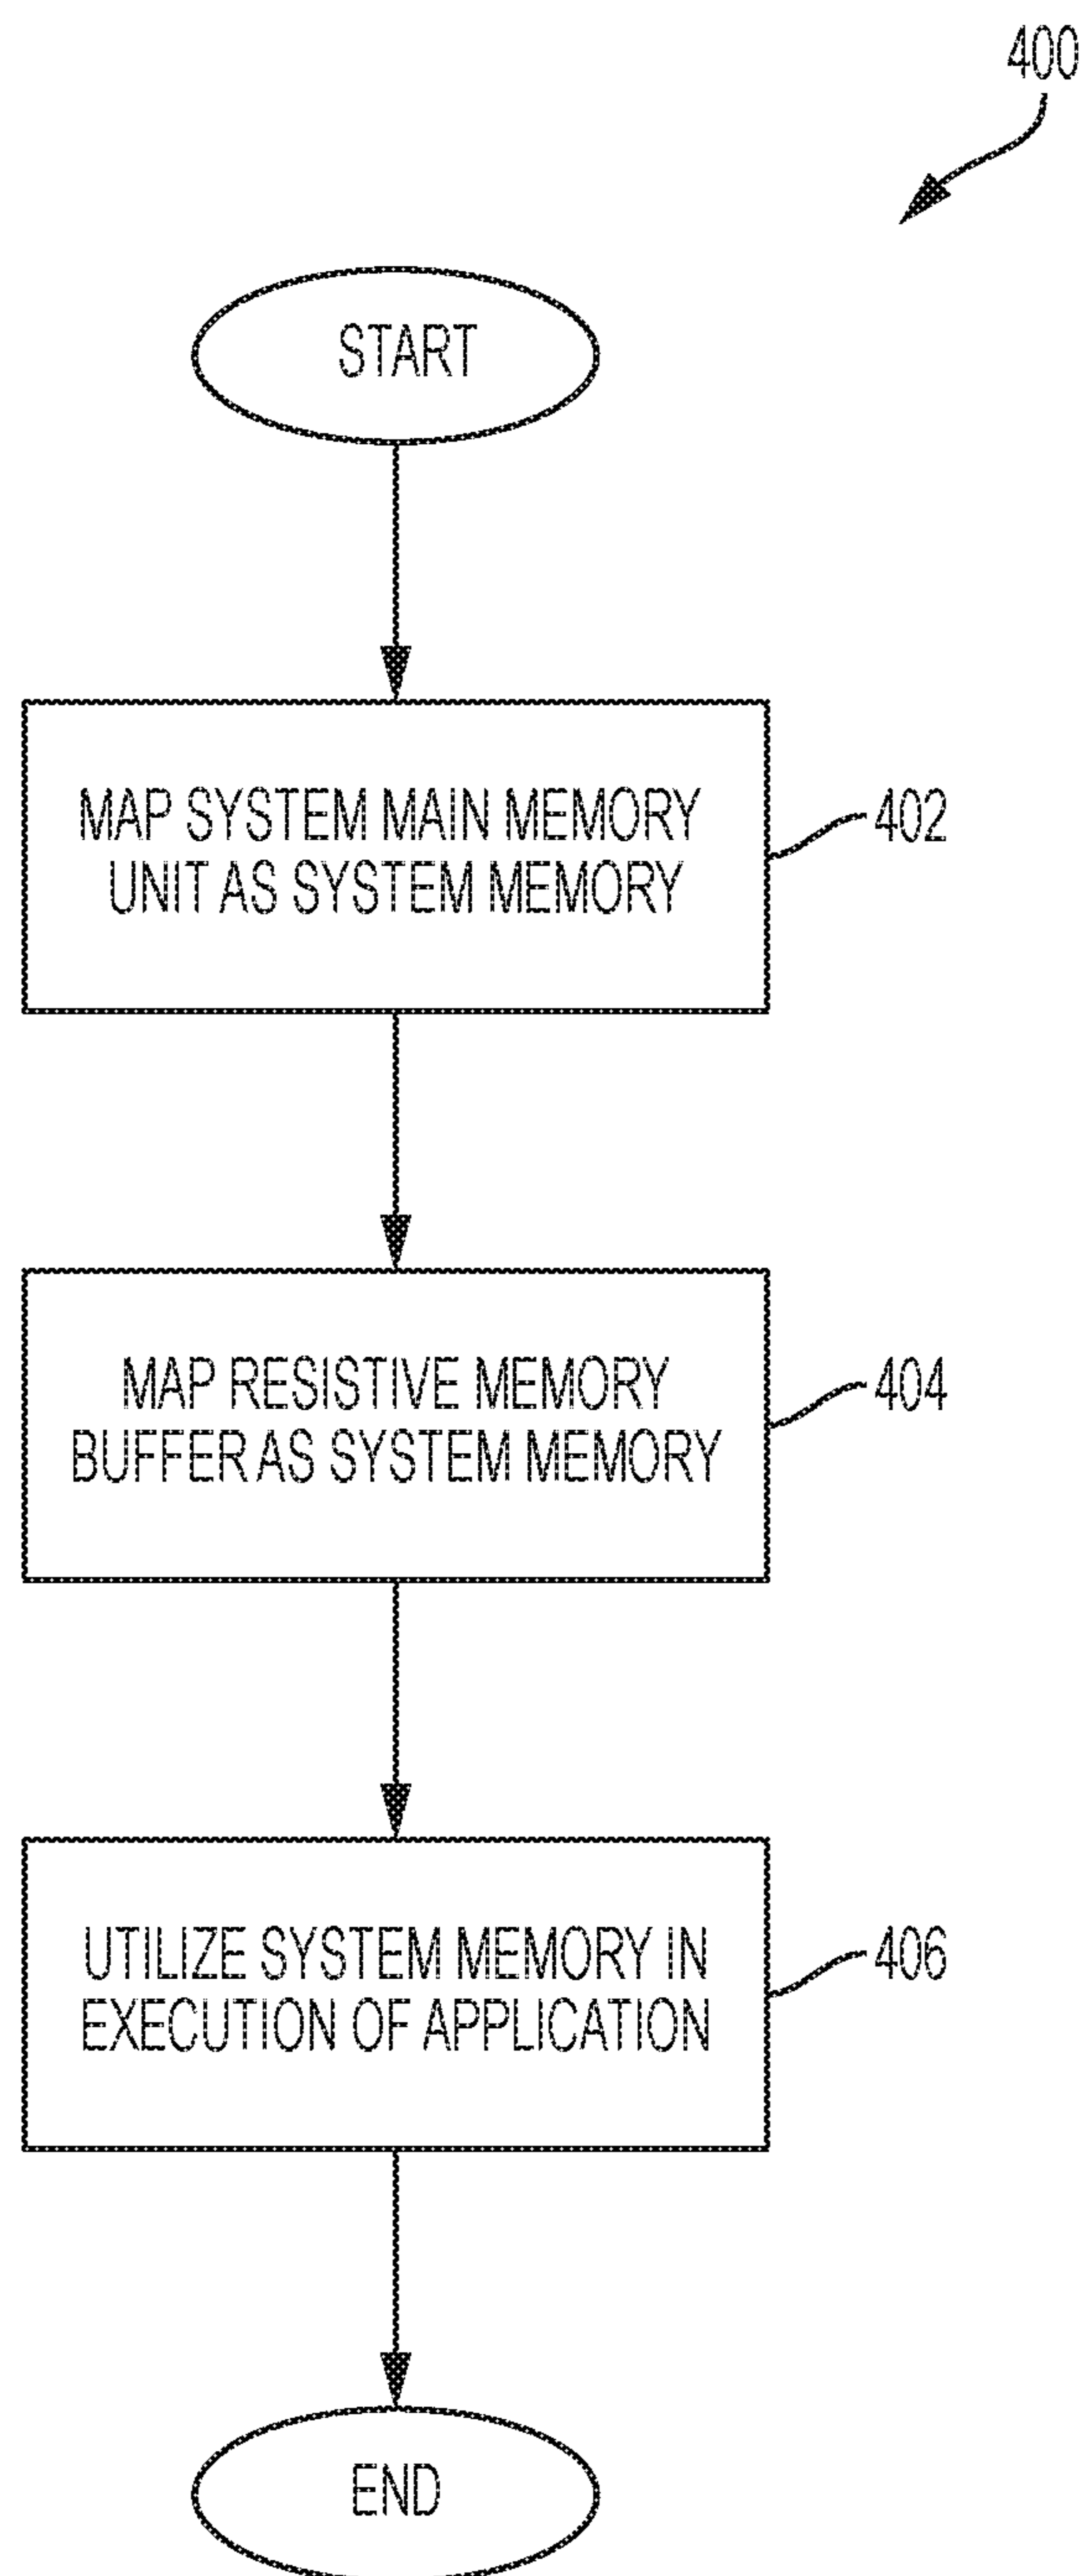 400
START
MAP SYSTEM MAIN MEMORY
UNIT AS SYSTEM MEMORY
402
MAP RESISTIVE MEMORY
BUFFER AS SYSTEM MEMORY
404
UTILIZE SYSTEM MEMORY IN
EXECUTION OF APPLICATION
406
END